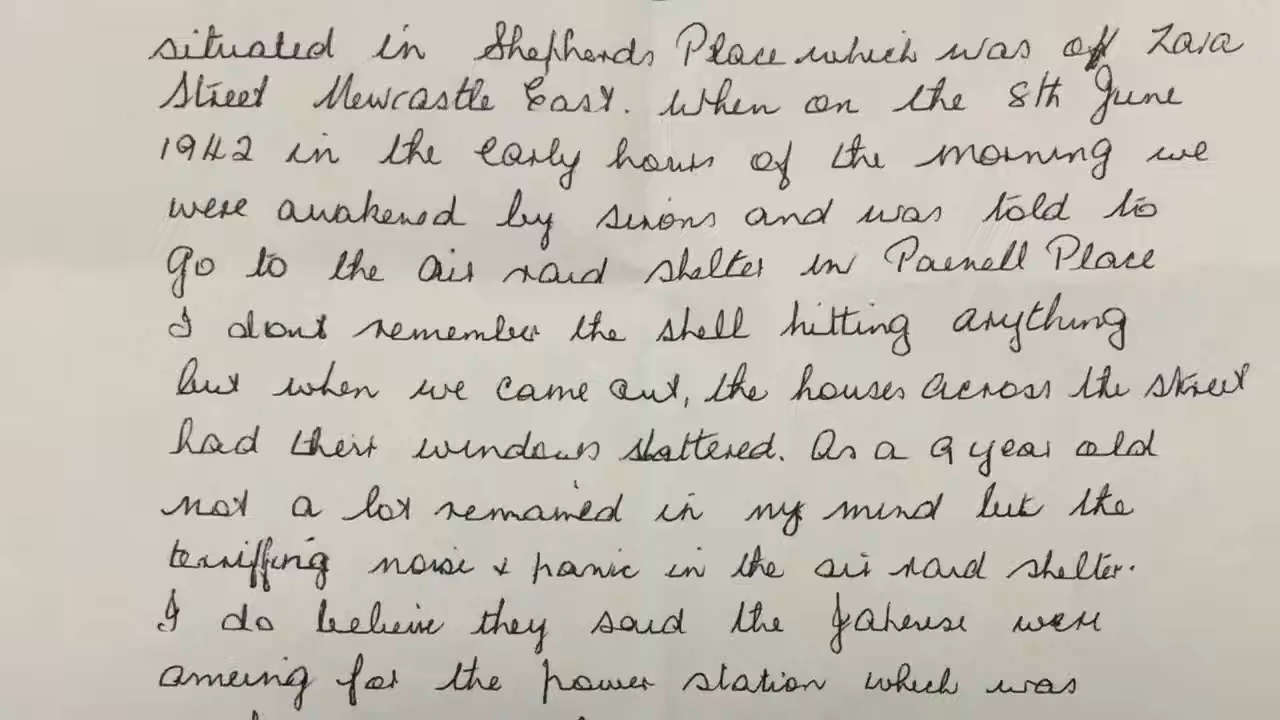 situated in Shepherds Place which was off Zara
Street Newcastle East. When on the 8th June
1942 in the early hours of the morning we
were awakened by sirens and was told to
go to the air raid shelter in Parnell Place
I dont remember the shell hitting anything
but when we came out, the houses across the street
had their windows shattered. As a 9 year old
not a lot remained in my mind but the
terriffing noise & panic in the air raid shelter.
I do believe they said the were
ameing for the power station which was